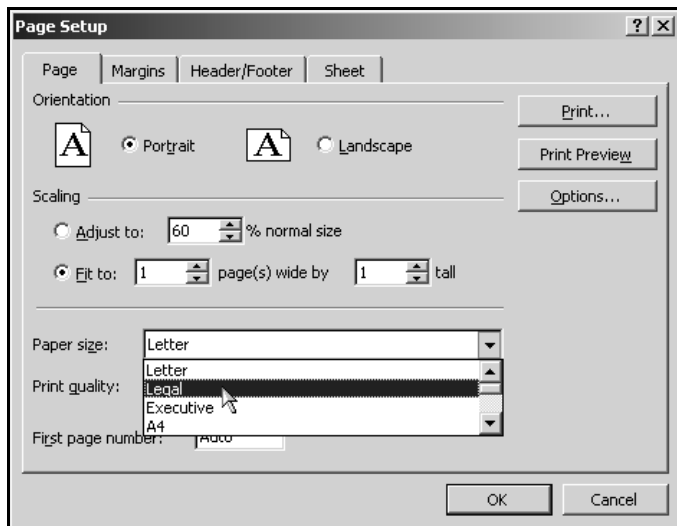 Page Setup
Page Margins Header/Footer Sheet
Orientation
Print...
A Portrait A Landscape
Print Preview
Scaling
Options...
Adjust to: 60 % normal size
Fit to: 1 page(s) wide by 1 tall
Paper size: Letter
Letter
Print quality: Legal
Executive
A4
First page number: Auto
OK Cancel